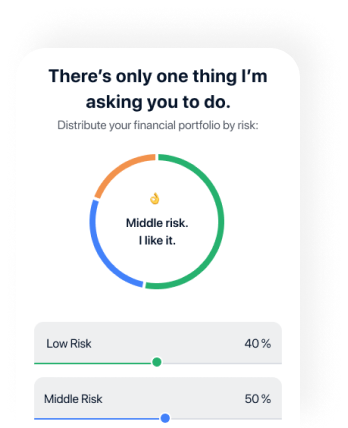 There’s only one thing I’m
asking you to do.
Distribute your financial portfolio by risk:
👌
Middle risk.
I like it.
Low Risk 40 %
Middle Risk 50 %